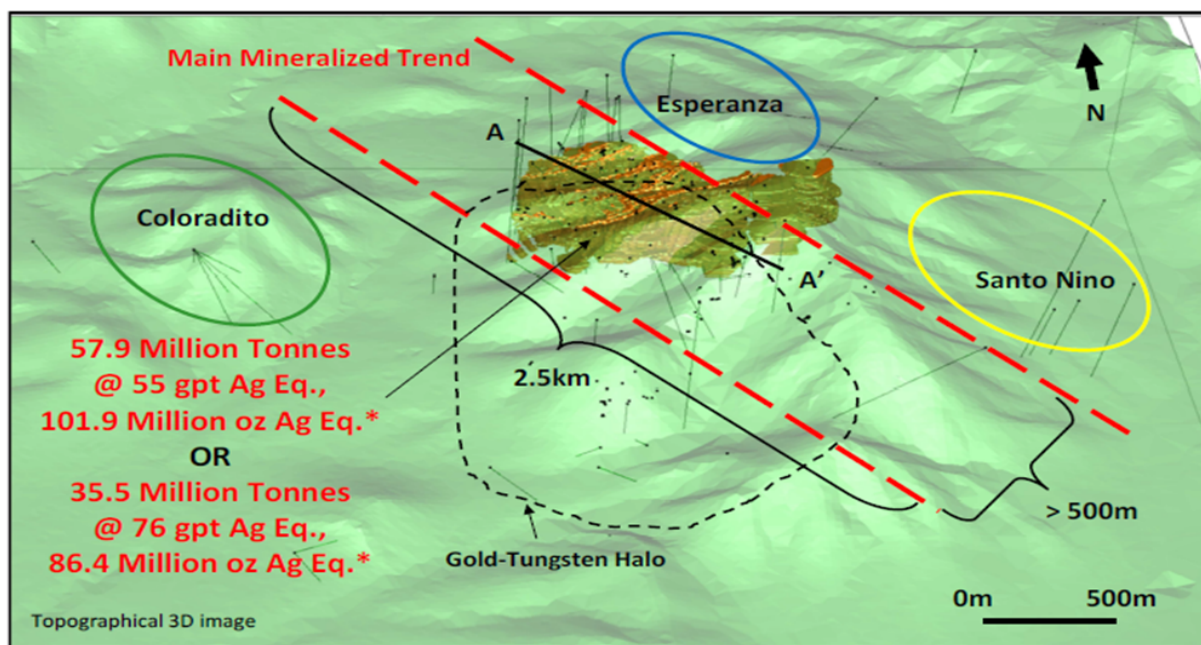 Main Mineralized Trend
Esperanza
N
A
Coloradito
A'
Santo Nino
57.9 Million Tonnes
@ 55 gpt Ag Eq.,
101.9 Million oz Ag Eq.*
OR
35.5 Million Tonnes
@ 76 gpt Ag Eq.,
86.4 Million oz Ag Eq.*
2.5km
> 500m
Gold-Tungsten Halo
0m 500m
Topographical 3D image